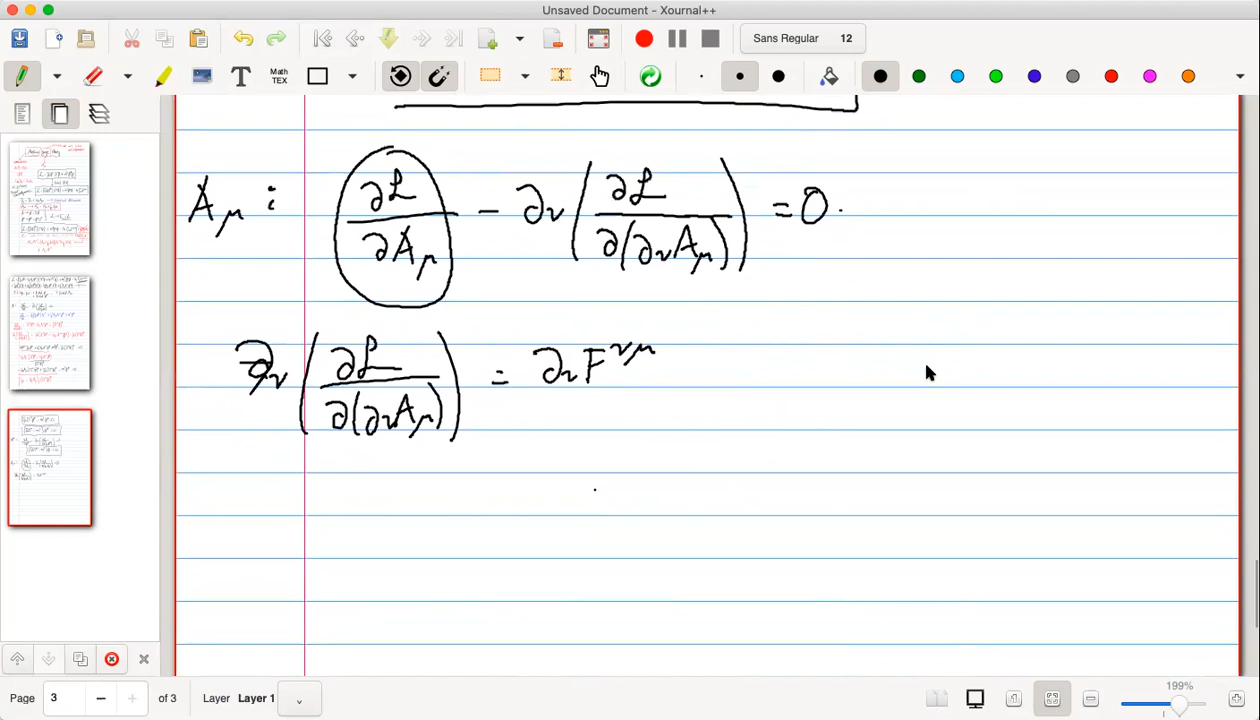 Unsaved Document - Xournal++
Sans Regular 12
Math TEX
A_μ : ∂ℒ/∂A_μ − ∂_ν (∂ℒ/∂(∂_ν A_μ)) = 0.
∂_ν (∂ℒ/∂(∂_ν A_μ)) = ∂_ν F^{νμ}
199%
Page 3 of 3 Layer Layer 1